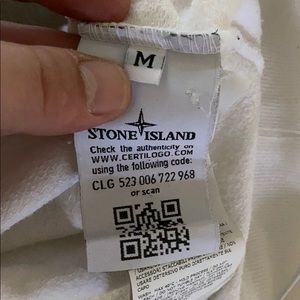 M
STONE ISLAND
Check the authenticity on
WWW.CERTILOGO.COM
using the following code:
CLG 523 006 722 968
or scan
CAPO